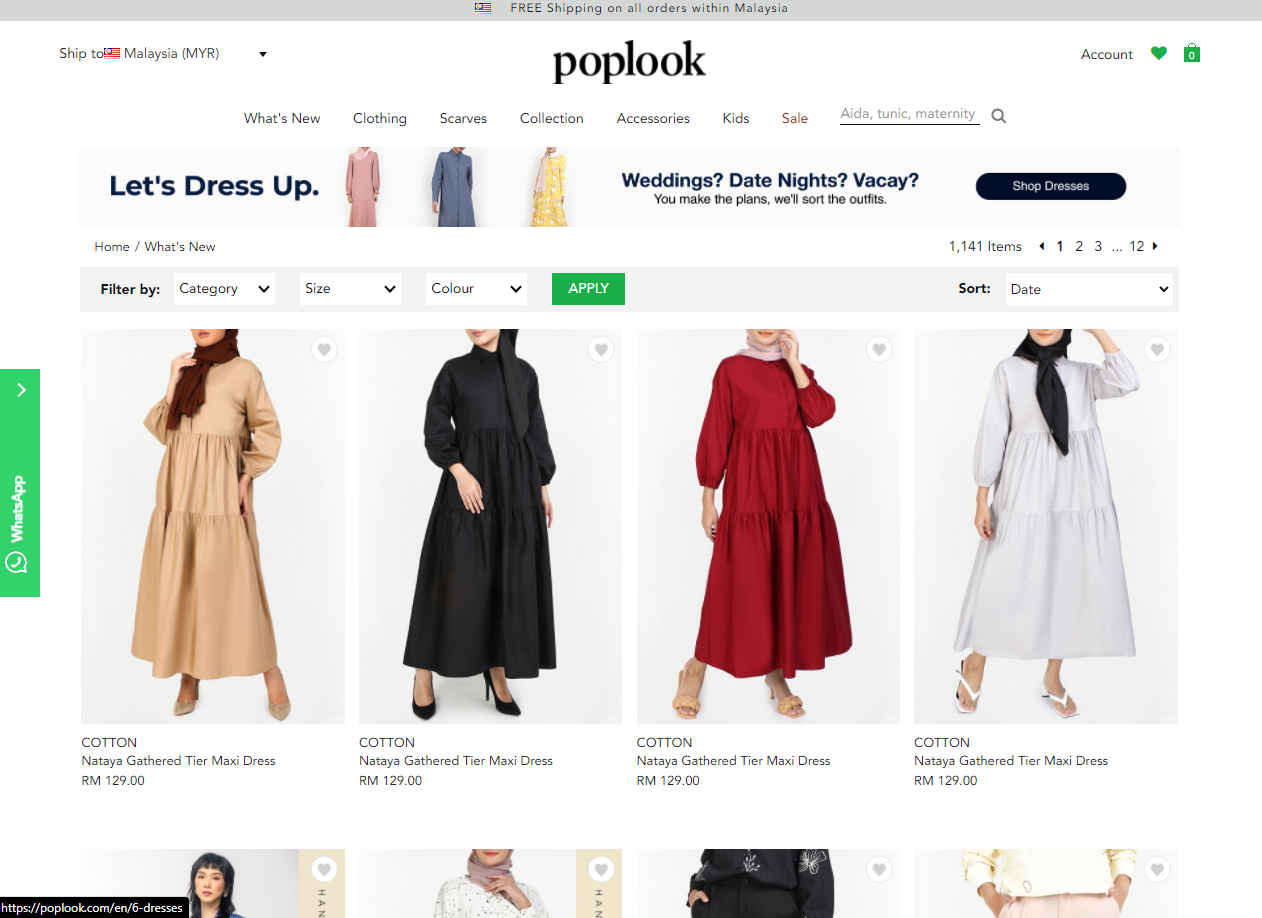 FREE Shipping on all orders within Malaysia
Ship to Malaysia (MYR)
poplook
Account
0
What's New Clothing Scarves Collection Accessories Kids Sale Aida, tunic, maternity
Let's Dress Up.
Weddings? Date Nights? Vacay?
You make the plans, we'll sort the outfits.
Shop Dresses
Home / What's New
1,141 Items 1 2 3 ... 12
Filter by: Category Size Colour APPLY Sort: Date
WhatsApp
COTTON
Nataya Gathered Tier Maxi Dress
RM 129.00
COTTON
Nataya Gathered Tier Maxi Dress
RM 129.00
COTTON
Nataya Gathered Tier Maxi Dress
RM 129.00
COTTON
Nataya Gathered Tier Maxi Dress
RM 129.00
HAN
HAN
https://poplook.com/en/6-dresses